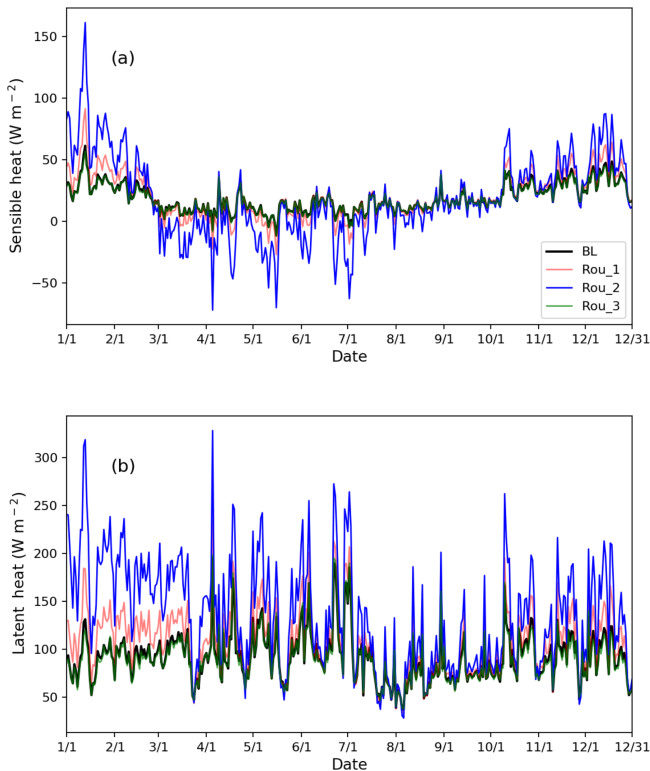 (a)
Sensible heat (W m⁻²)
150
100
50
0
−50
BL
Rou_1
Rou_2
Rou_3
1/1 2/1 3/1 4/1 5/1 6/1 7/1 8/1 9/1 10/1 11/1 12/1 12/31
Date
(b)
Latent heat (W m⁻²)
300
250
200
150
100
50
1/1 2/1 3/1 4/1 5/1 6/1 7/1 8/1 9/1 10/1 11/1 12/1 12/31
Date